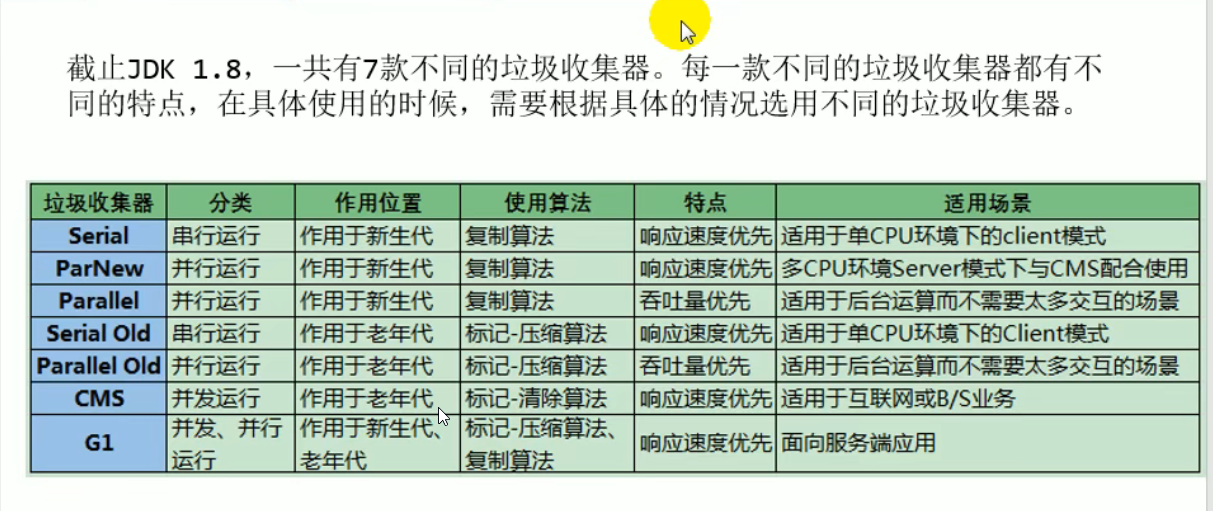 截止JDK 1.8，一共有7款不同的垃圾收集器。每一款不同的垃圾收集器都有不
同的特点，在具体使用的时候，需要根据具体的情况选用不同的垃圾收集器。
垃圾收集器 分类 作用位置 使用算法 特点 适用场景
Serial 串行运行 作用于新生代 复制算法 响应速度优先 适用于单CPU环境下的client模式
ParNew 并行运行 作用于新生代 复制算法 响应速度优先 多CPU环境Server模式下与CMS配合使用
Parallel 并行运行 作用于新生代 复制算法 吞吐量优先 适用于后台运算而不需要太多交互的场景
Serial Old 串行运行 作用于老年代 标记-压缩算法 响应速度优先 适用于单CPU环境下的Client模式
Parallel Old 并行运行 作用于老年代 标记-压缩算法 吞吐量优先 适用于后台运算而不需要太多交互的场景
CMS 并发运行 作用于老年代 标记-清除算法 响应速度优先 适用于互联网或B/S业务
G1 并发、并行 作用于新生代、 标记-压缩算法、 响应速度优先 面向服务端应用
运行 老年代 复制算法